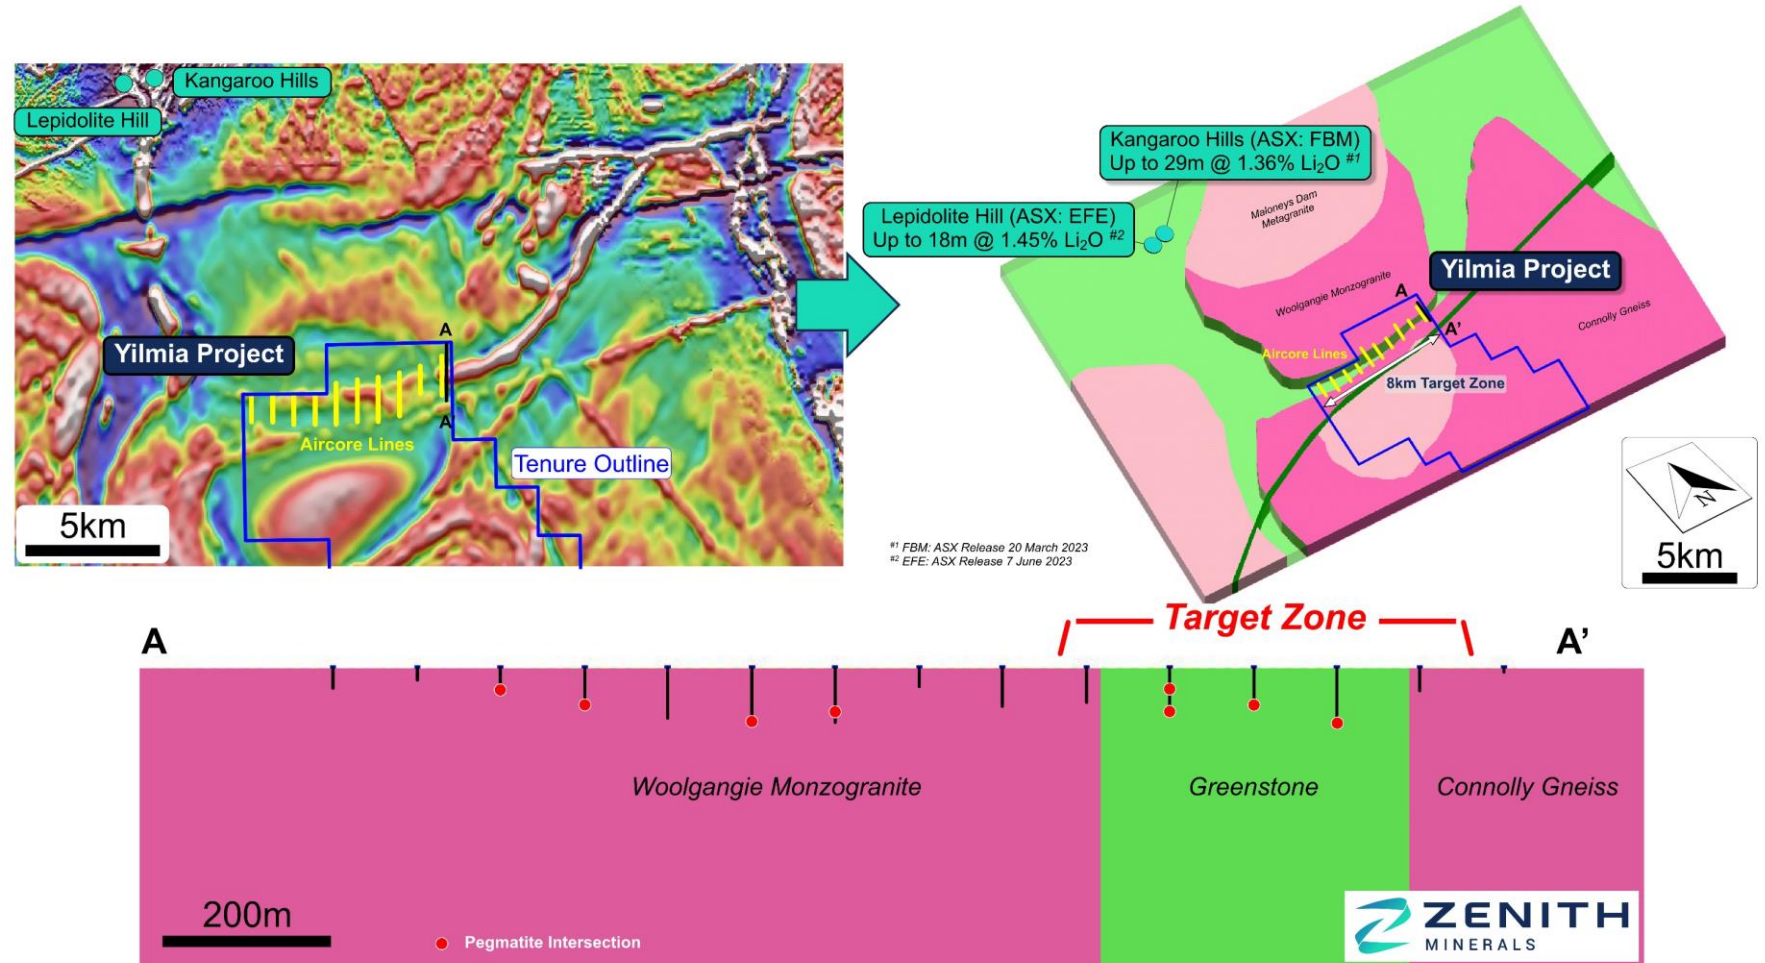 Kangaroo Hills
Lepidolite Hill
Yilmia Project
A
A'
Aircore Lines
Tenure Outline
5km
Kangaroo Hills (ASX: FBM)
Up to 29m @ 1.36% Li₂O #1
Lepidolite Hill (ASX: EFE)
Up to 18m @ 1.45% Li₂O #2
Maloneys Dam
Metagranite
Woolgangie Monzogranite
Yilmia Project
A
A'
Connolly Gneiss
Aircore Lines
8km Target Zone
N
5km
#1 FBM: ASX Release 20 March 2023
#2 EFE: ASX Release 7 June 2023
Target Zone
A
A’
Woolgangie Monzogranite
Greenstone
Connolly Gneiss
200m
Pegmatite Intersection
ZENITH
MINERALS